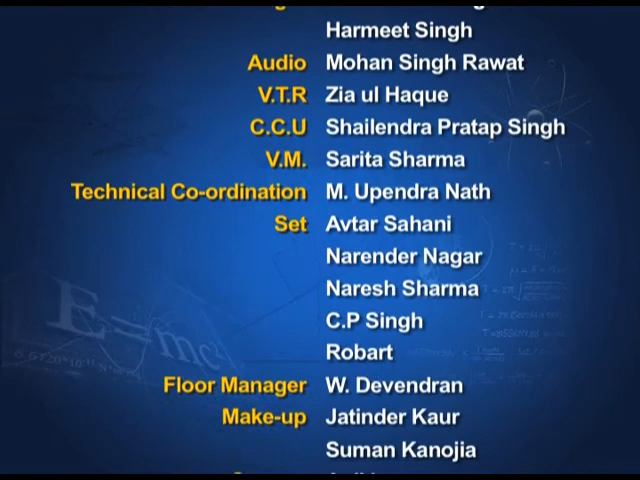 Harmeet Singh
Audio Mohan Singh Rawat
V.T.R Zia ul Haque
C.C.U Shailendra Pratap Singh
V.M. Sarita Sharma
Technical Co-ordination M. Upendra Nath
Set Avtar Sahani
Narender Nagar
Naresh Sharma
C.P Singh
Robart
Floor Manager W. Devendran
Make-up Jatinder Kaur
Suman Kanojia
E=mc²